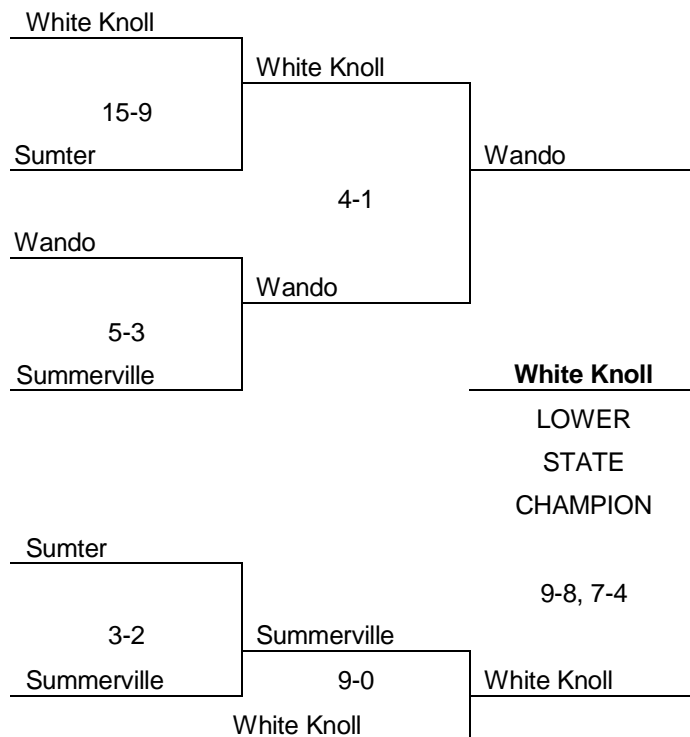 White Knoll
White Knoll
15-9
Sumter
Wando
4-1
Wando
Wando
5-3
Summerville
White Knoll
LOWER
STATE
CHAMPION
Sumter
9-8, 7-4
3-2
Summerville
Summerville
9-0
White Knoll
White Knoll